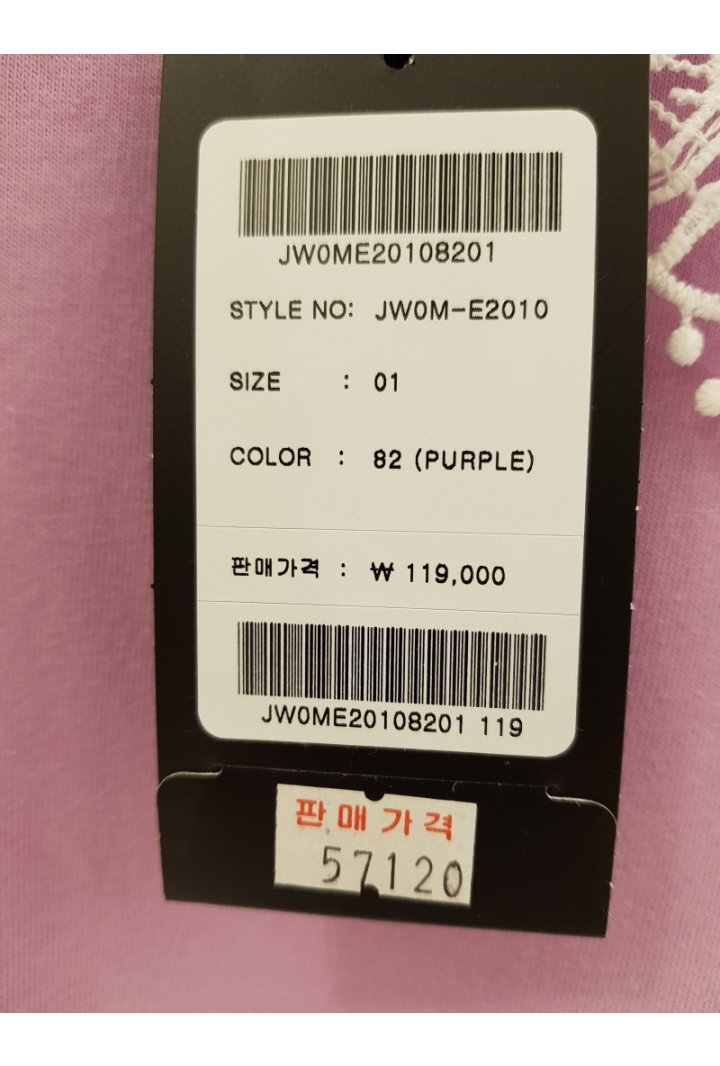 JW0ME20108201
STYLE NO: JW0M-E2010
SIZE : 01
COLOR : 82 (PURPLE)
판매가격 : ₩ 119,000
JW0ME20108201 119
판매가격
57120